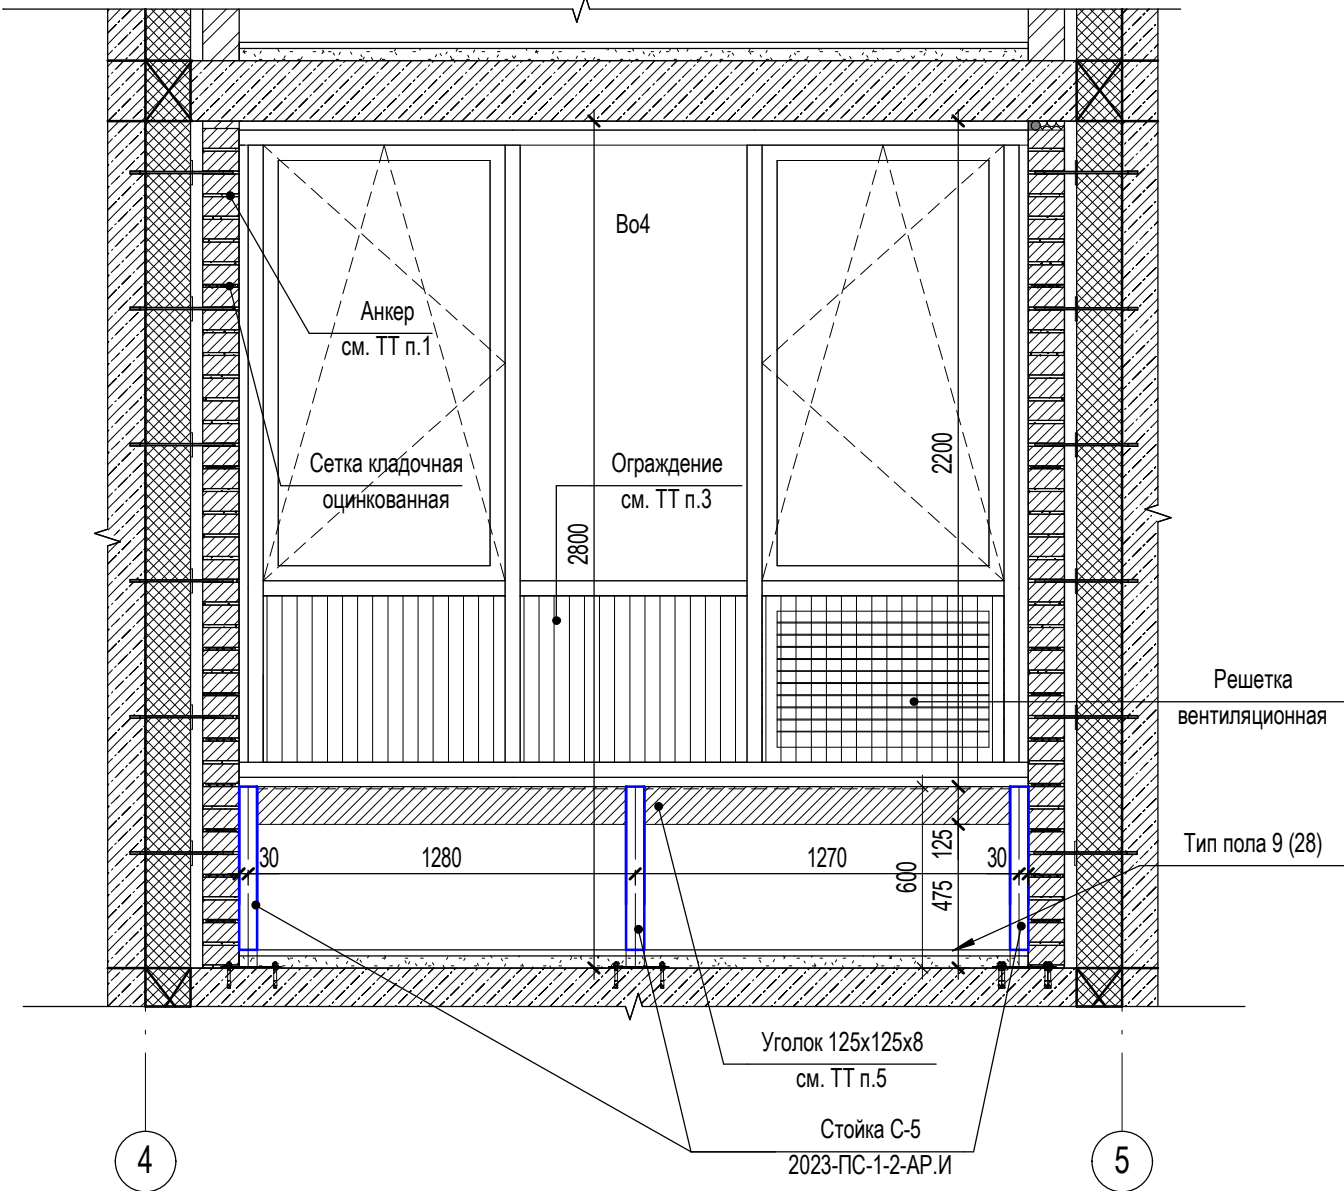 Во4
Анкер
см. ТТ п.1
Сетка кладочная
оцинкованная
Ограждение
см. ТТ п.3
2800
2200
Решетка
вентиляционная
Тип пола 9 (28)
30
1280
1270
30
600
125
475
Уголок 125х125х8
см. ТТ п.5
Стойка С-5
2023-ПС-1-2-АР.И
4
5